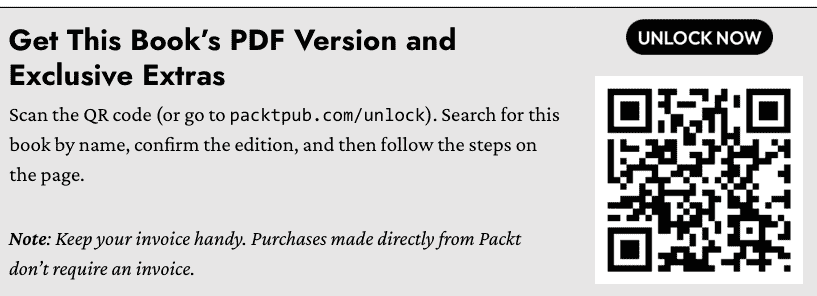 Get This Book’s PDF Version and
Exclusive Extras
UNLOCK NOW
Scan the QR code (or go to packtpub.com/unlock). Search for this
book by name, confirm the edition, and then follow the steps on
the page.
Note: Keep your invoice handy. Purchases made directly from Packt
don’t require an invoice.